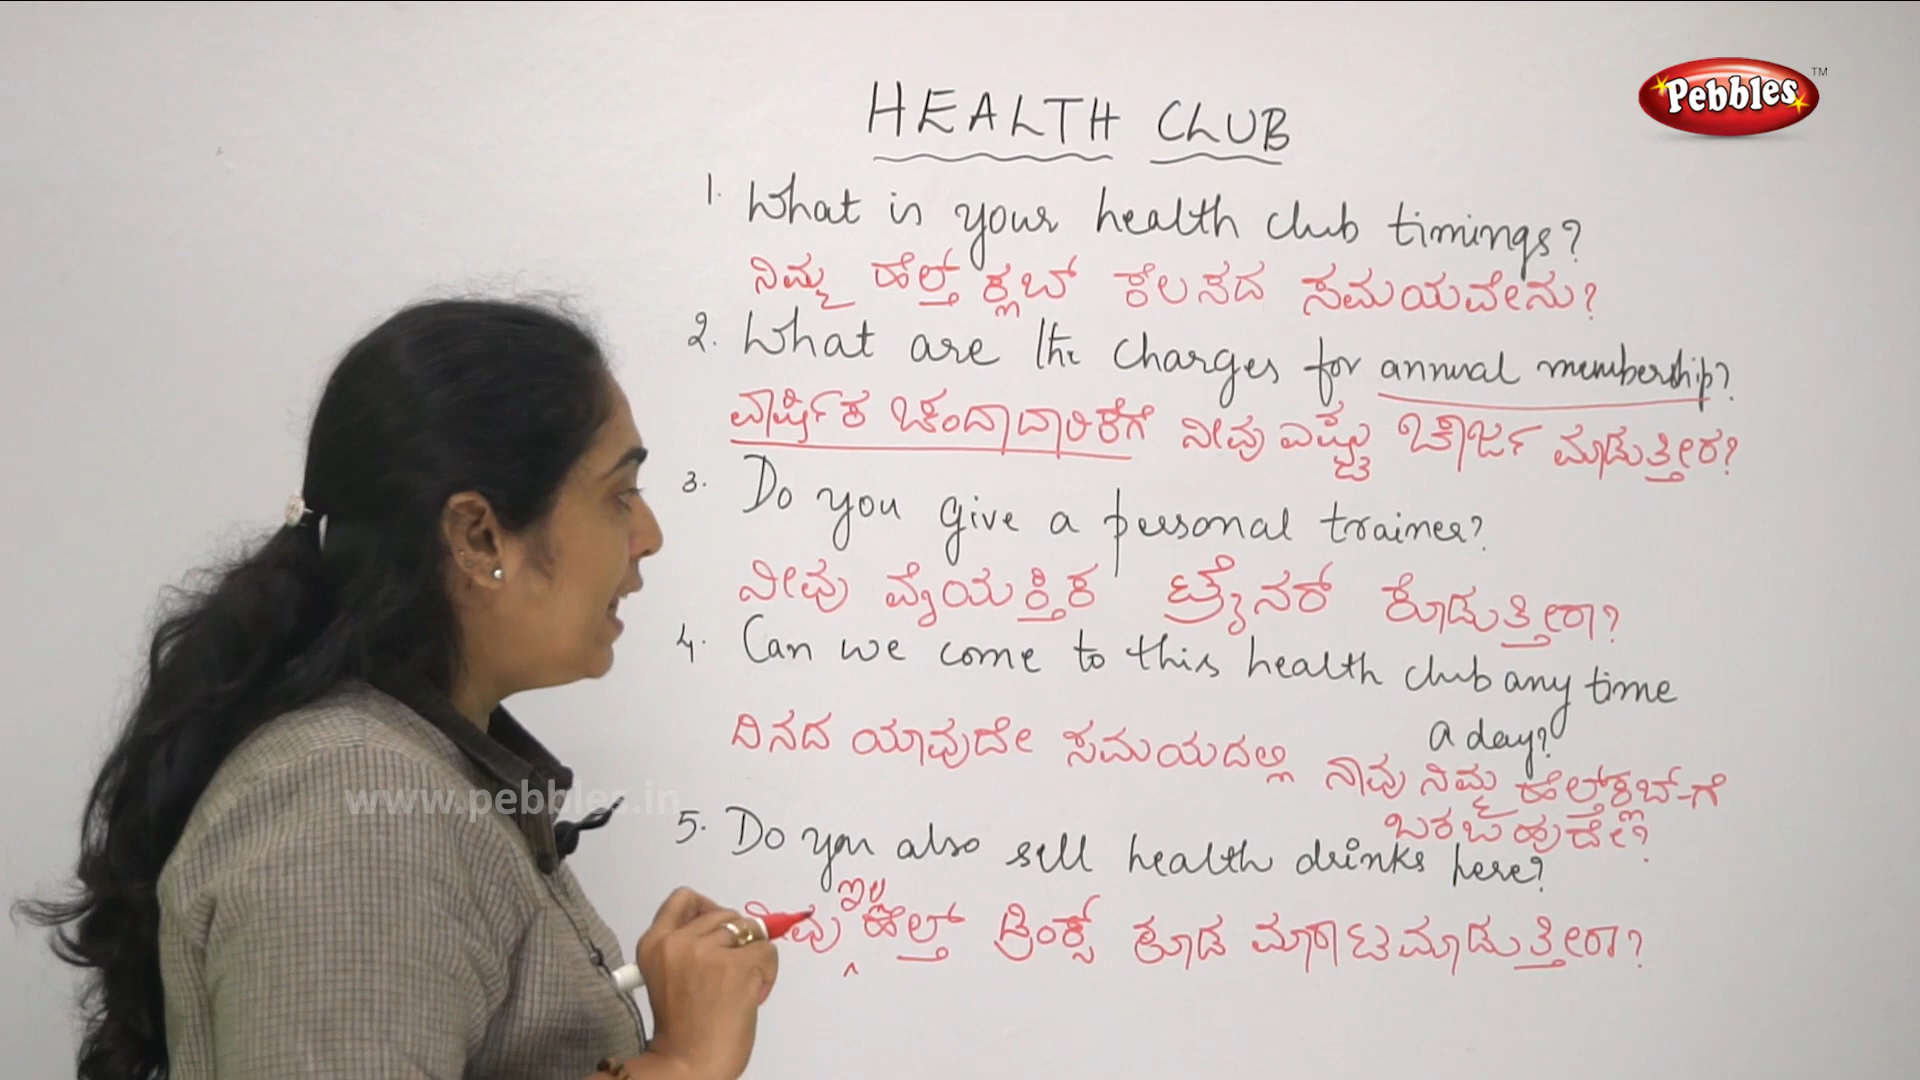 Pebbles™
HEALTH CLUB
1. What is your health club timings?
ನಿಮ್ಮ ಹೆಲ್ತ್ ಕ್ಲಬ್ ಕೆಲಸದ ಸಮಯವೇನು?
2. What are the charges for annual membership?
ವಾರ್ಷಿಕ ಚಂದಾದಾರಿಕೆಗೆ ನೀವು ಎಷ್ಟು ಚಾರ್ಜ ಮಾಡುತ್ತೀರ?
3. Do you give a personal trainer?
ನೀವು ವೈಯಕ್ತಿಕ ಟ್ರೈನರ್ ಕೊಡುತ್ತೀರಾ?
4. Can we come to this health club any time
a day?
ದಿನದ ಯಾವುದೇ ಸಮಯದಲ್ಲಿ ನಾವು ನಿಮ್ಮ ಹೆಲ್ತ್‌ಕ್ಲಬ್-ಗೆ
ಬರಬಹುದೇ?
www.pebbles.in
5. Do you also sell health drinks here?
ಇಲ್ಲಿ
ನೀವು ^ ಹೆಲ್ತ್ ಡ್ರಿಂಕ್ಸ್ ಕೂಡ ಮಾರಾಟಮಾಡುತ್ತೀರಾ?